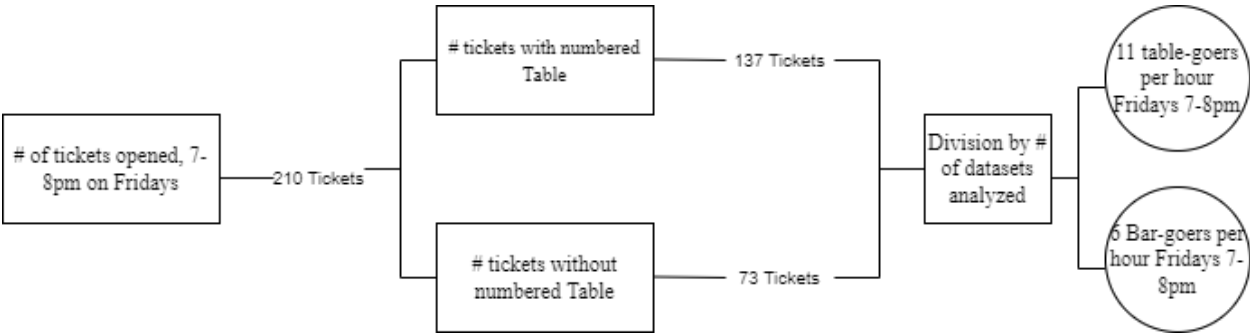 # of tickets opened, 7-
8pm on Fridays
210 Tickets
# tickets with numbered
Table
137 Tickets
# tickets without
numbered Table
73 Tickets
Division by #
of datasets
analyzed
11 table-goers
per hour
Fridays 7-8pm
6 Bar-goers per
hour Fridays 7-
8pm